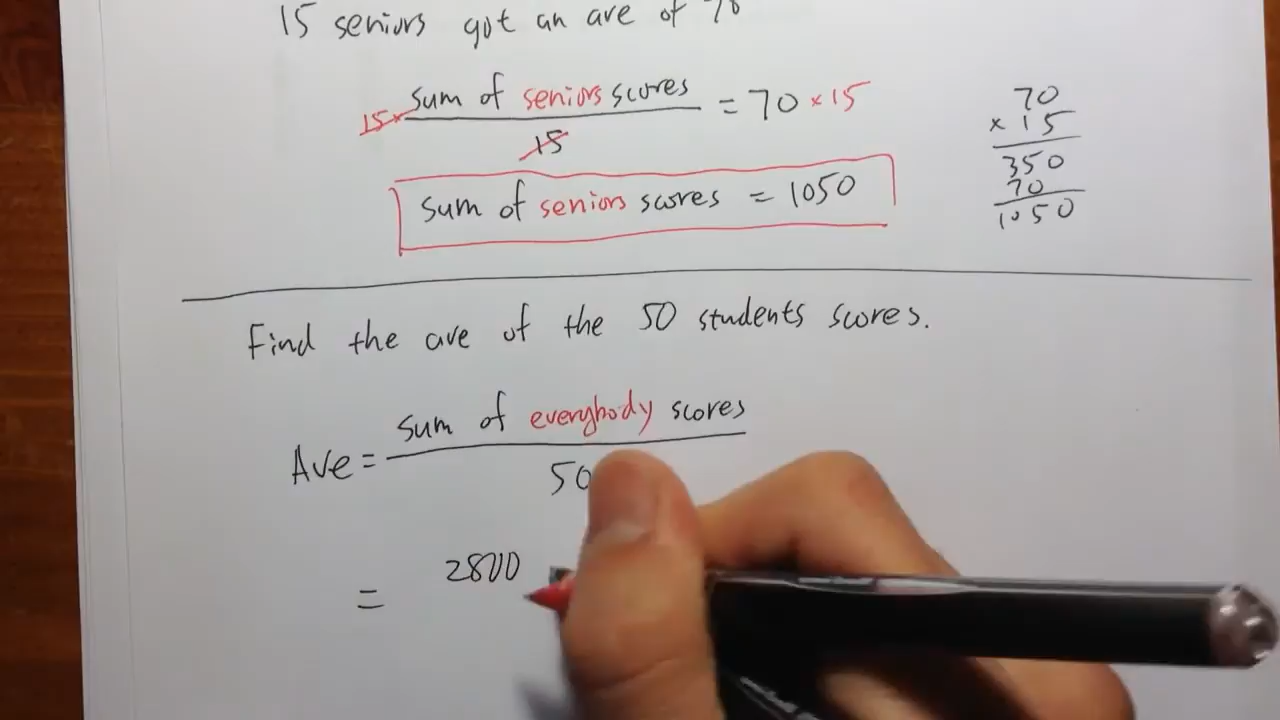 15 seniors got an ave of 70
15× sum of seniors scores = 70 × 15
15
sum of seniors scores = 1050
70
× 15
350
70
1050
Find the ave of the 50 students scores.
Ave = sum of everybody scores
50
= 2800